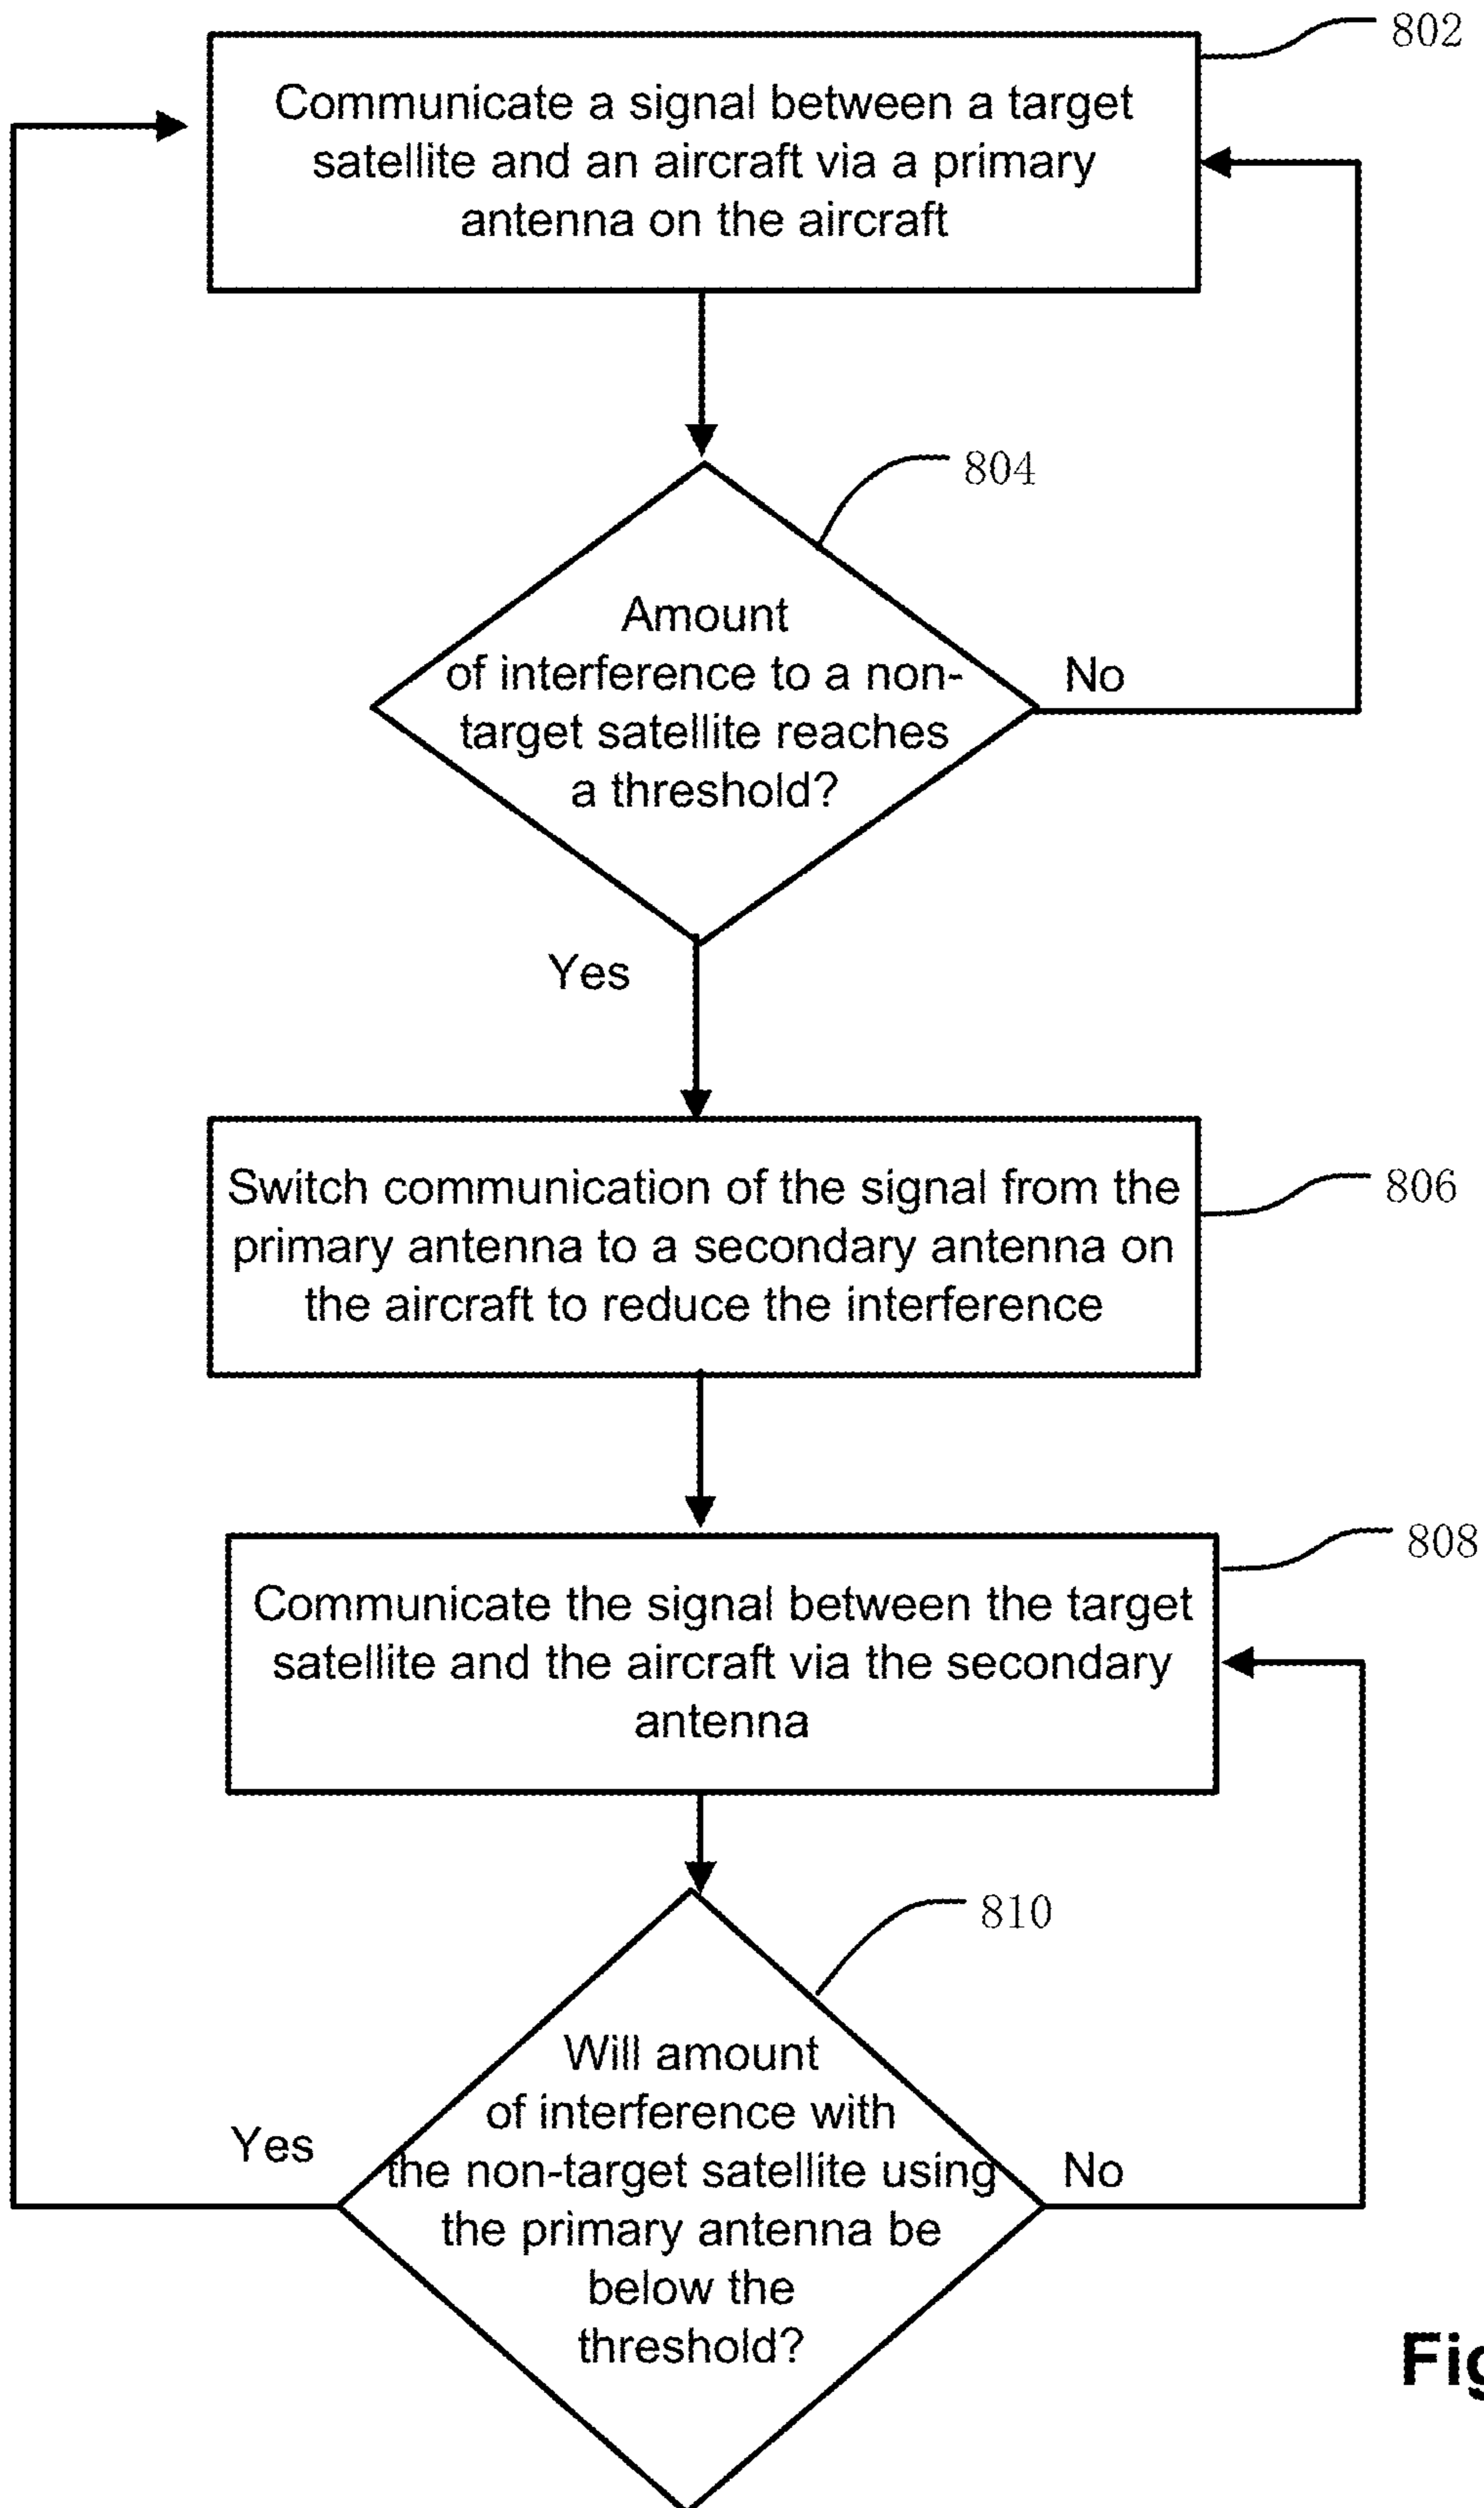 802
Communicate a signal between a target
satellite and an aircraft via a primary
antenna on the aircraft
804
Amount
of interference to a non-
target satellite reaches
a threshold?
No
Yes
Switch communication of the signal from the
primary antenna to a secondary antenna on
the aircraft to reduce the interference
806
808
Communicate the signal between the target
satellite and the aircraft via the secondary
antenna
810
Will amount
of interference with
the non-target satellite using
the primary antenna be
below the
threshold?
Yes
No